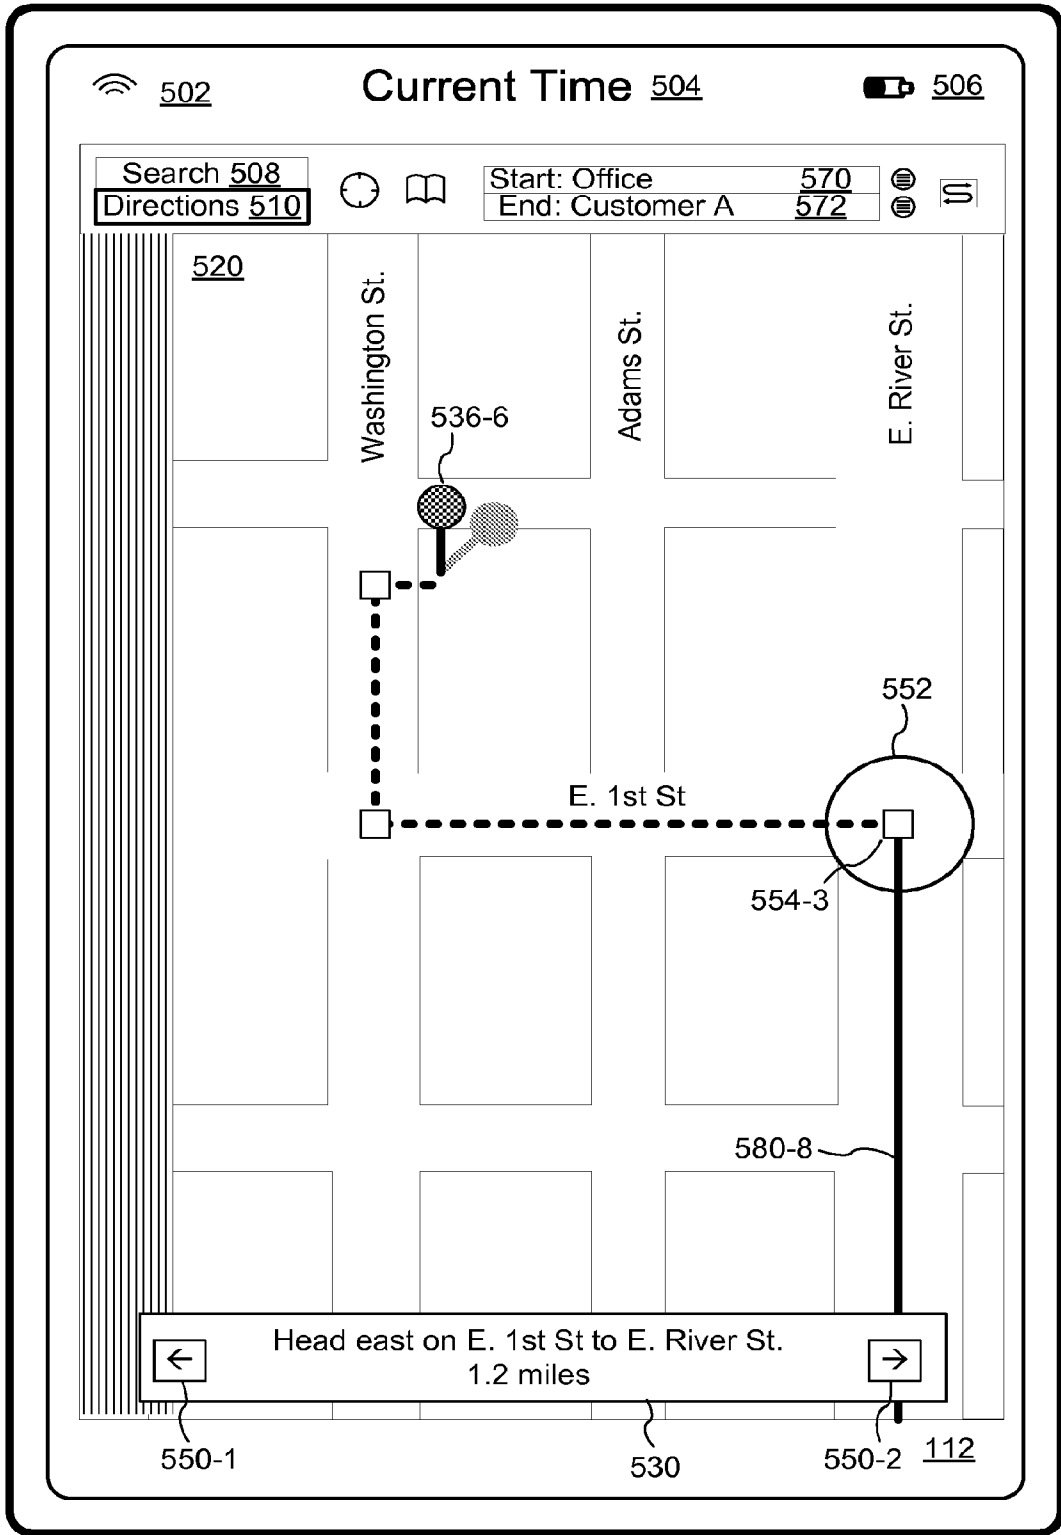 502
Current Time 504
506
Search 508
Directions 510
Start: Office 570
End: Customer A 572
520
Washington St.
Adams St.
E. River St.
536-6
552
E. 1st St
554-3
580-8
Head east on E. 1st St to E. River St.
1.2 miles
550-1
530
550-2
112